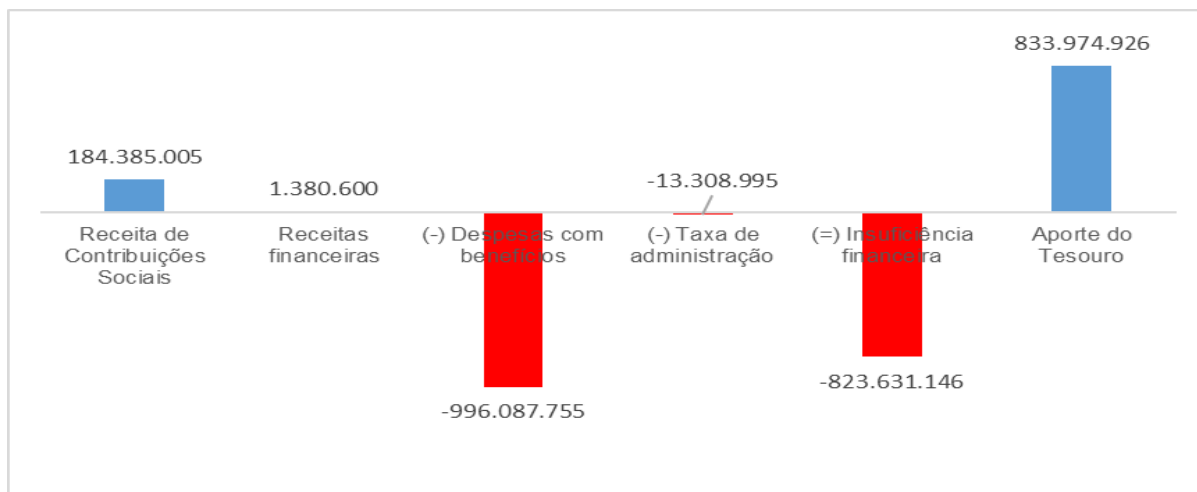 833.974.926
184.385.005
1.380.600
-13.308.995
Receita de
Contribuições
Sociais
Receitas
financeiras
(-) Despesas com
benefícios
(-) Taxa de
administração
(=) Insuficiência
financeira
Aporte do
Tesouro
-996.087.755
-823.631.146